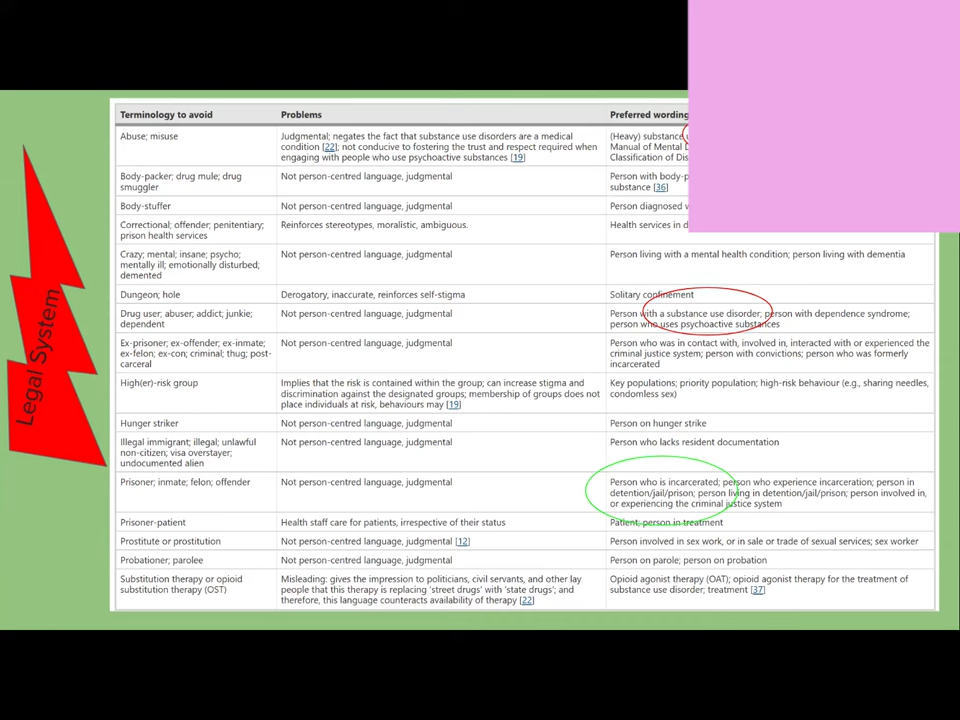 Legal System
Terminology to avoid
Problems
Preferred wording
Abuse; misuse
Judgmental; negates the fact that substance use disorders are a medical
condition [22]; not conducive to fostering the trust and respect required when
engaging with people who use psychoactive substances [19]
(Heavy) substance
Manual of Mental
Classification of
Body-packer; drug mule; drug
smuggler
Not person-centred language, judgmental
Person with
substance [36]
Body-stuffer
Not person-centred language, judgmental
Person diagnosed
Correctional; offender; penitentiary;
prison health services
Reinforces stereotypes, moralistic, ambiguous.
Health services in
Crazy; mental; insane; psycho;
mentally ill; emotionally disturbed;
demented
Not person-centred language, judgmental
Person living with a mental health condition; person living with dementia
Dungeon; hole
Derogatory, inaccurate, reinforces self-stigma
Solitary confinement
Drug user; abuser; addict; junkie;
dependent
Not person-centred language, judgmental
Person with a substance use disorder; person with dependence syndrome;
person who uses psychoactive substances
Ex-prisoner; ex-offender; ex-inmate;
ex-felon; ex-con; criminal; thug; post-
carceral
Not person-centred language, judgmental
Person who was in contact with, involved in, interacted with or experienced the
criminal justice system; person with convictions; person who was formerly
incarcerated
High(er)-risk group
Implies that the risk is contained within the group; can increase stigma and
discrimination against the designated groups; membership of groups does not
place individuals at risk, behaviours may [19]
Key populations; priority population; high-risk behaviour (e.g., sharing needles,
condomless sex)
Hunger striker
Not person-centred language, judgmental
Person on hunger strike
Illegal immigrant; illegal; unlawful
non-citizen; visa overstayer;
undocumented alien
Not person-centred language, judgmental
Person who lacks resident documentation
Prisoner; inmate; felon; offender
Not person-centred language, judgmental
Person who is incarcerated; person who experience incarceration; person in
detention/jail/prison; person living in detention/jail/prison; person involved in,
or experiencing the criminal justice system
Prisoner-patient
Health staff care for patients, irrespective of their status
Patient; person in treatment
Prostitute or prostitution
Not person-centred language, judgmental [12]
Person involved in sex work, or in sale or trade of sexual services; sex worker
Probationer; parolee
Not person-centred language, judgmental
Person on parole; person on probation
Substitution therapy or opioid
substitution therapy (OST)
Misleading: gives the impression to politicians, civil servants, and other lay
people that this therapy is replacing 'street drugs' with 'state drugs'; and
therefore, this language counteracts availability of therapy [22]
Opioid agonist therapy (OAT); opioid agonist therapy for the treatment of
substance use disorder; treatment [37]